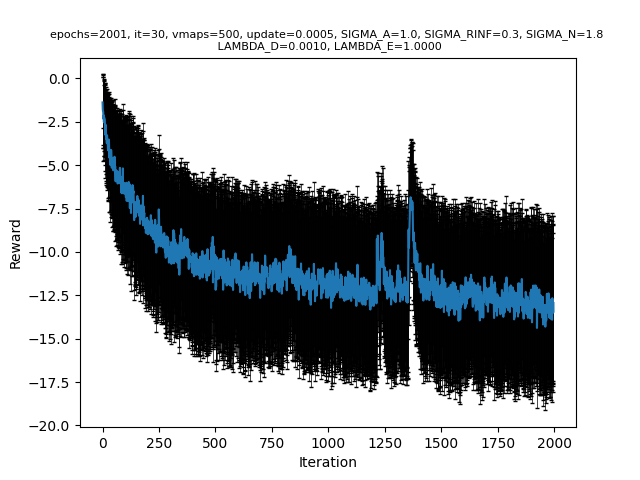 epochs=2001, it=30, vmaps=500, update=0.0005, SIGMA_A=1.0, SIGMA_RINF=0.3, SIGMA_N=1.8
LAMBDA_D=0.0010, LAMBDA_E=1.0000
0.0
−2.5
−5.0
−7.5
−10.0
−12.5
−15.0
−17.5
−20.0
Reward
0 250 500 750 1000 1250 1500 1750 2000
Iteration